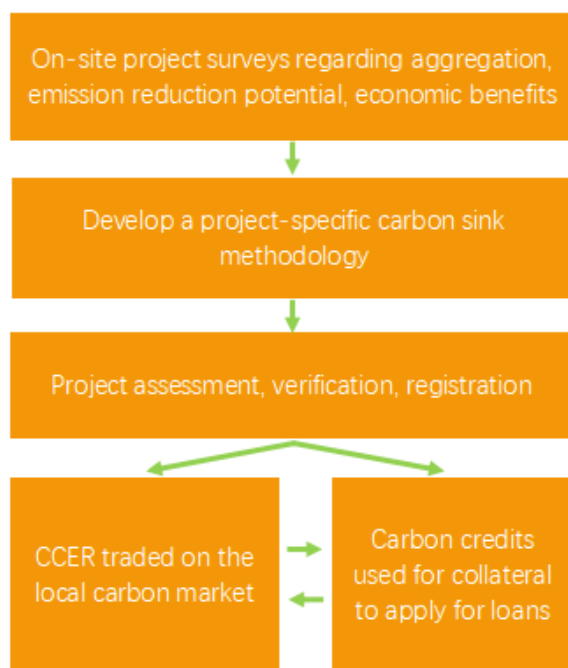 On-site project surveys regarding aggregation,
emission reduction potential, economic benefits
Develop a project-specific carbon sink
methodology
Project assessment, verification, registration
CCER traded on the
local carbon market
Carbon credits
used for collateral
to apply for loans